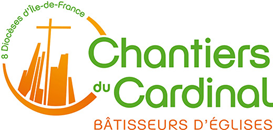 8 Diocèses d'Île-de-France
Chantiers
du Cardinal
BÂTISSEURS D'ÉGLISES